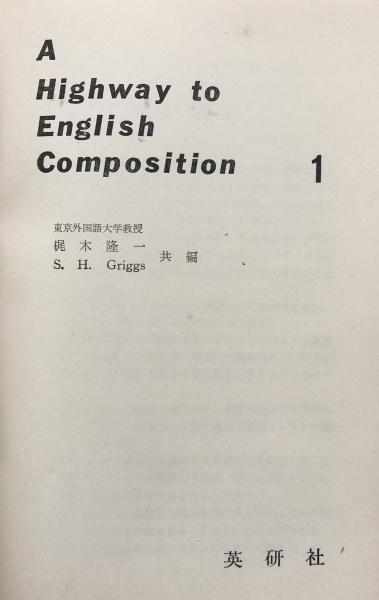 A
Highway to
English
Composition 1
東京外国語大学教授
梶木隆一
S. H. Griggs 共編
英研社